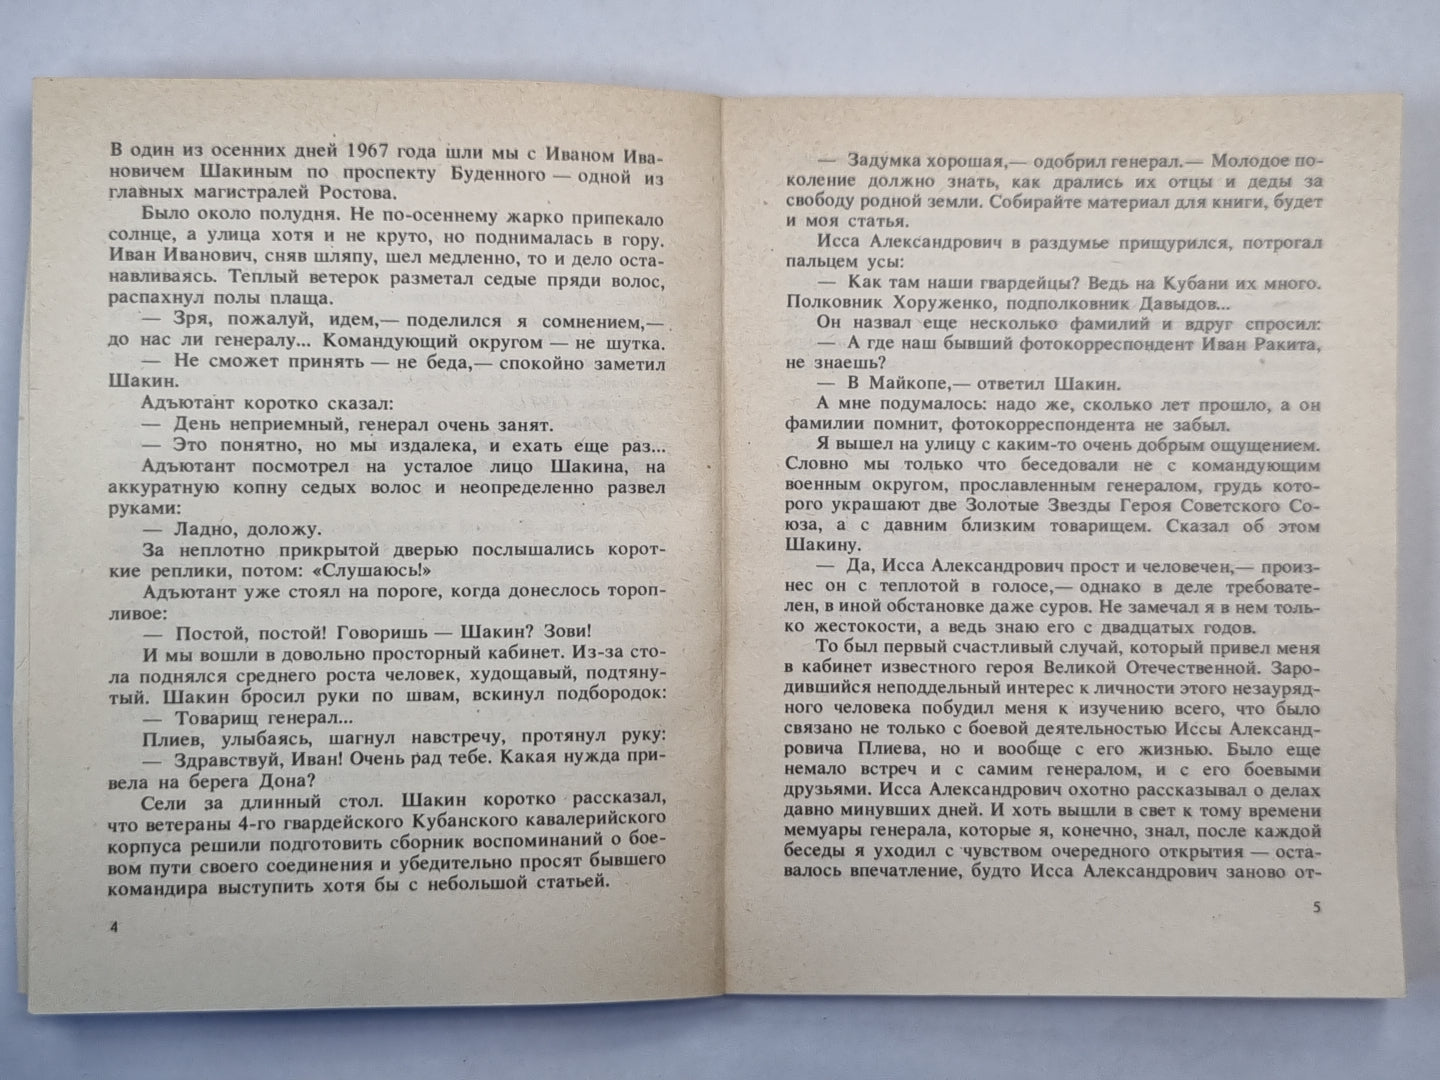 В один из осенних дней 1967 года шли мы с Иваном Ива-
новичем Шакиным по проспекту Буденного — одной из
главных магистралей Ростова.
Было около полудня. Не по-осеннему жарко припекало
солнце, а улица хотя и не круто, но поднималась в гору.
Иван Иванович, сняв шляпу, шел медленно, то и дело оста-
навливаясь. Теплый ветерок разметал седые пряди волос,
распахнул полы плаща.
— Зря, пожалуй, идем,— поделился я сомнением,—
до нас ли генералу... Командующий округом — не шутка.
— Не сможет принять — не беда,— спокойно заметил
Шакин.
Адъютант коротко сказал:
— День неприемный, генерал очень занят.
— Это понятно, но мы издалека, и ехать еще раз...
Адъютант посмотрел на усталое лицо Шакина, на
аккуратную копну седых волос и неопределенно развел
руками:
— Ладно, доложу.
За неплотно прикрытой дверью послышались корот-
кие реплики, потом: «Слушаюсь!»
Адъютант уже стоял на пороге, когда донеслось тороп-
ливое:
— Постой, постой! Говоришь — Шакин? Зови!
И мы вошли в довольно просторный кабинет. Из-за сто-
ла поднялся среднего роста человек, худощавый, подтяну-
тый. Шакин бросил руки по швам, вскинул подбородок:
— Товарищ генерал...
Плиев, улыбаясь, шагнул навстречу, протянул руку:
— Здравствуй, Иван! Очень рад тебе. Какая нужда при-
вела на берега Дона?
Сели за длинный стол. Шакин коротко рассказал,
что ветераны 4-го гвардейского Кубанского кавалерийского
корпуса решили подготовить сборник воспоминаний о бое-
вом пути своего соединения и убедительно просят бывшего
командира выступить хотя бы с небольшой статьей.
4
— Задумка хорошая,— одобрил генерал.— Молодое по-
коление должно знать, как дрались их отцы и деды за
свободу родной земли. Собирайте материал для книги, будет
и моя статья.
Исса Александрович в раздумье прищурился, потрогал
пальцем усы:
— Как там наши гвардейцы? Ведь на Кубани их много.
Полковник Хоруженко, подполковник Давыдов...
Он назвал еще несколько фамилий и вдруг спросил:
— А где наш бывший фотокорреспондент Иван Ракита,
не знаешь?
— В Майкопе,— ответил Шакин.
А мне подумалось: надо же, сколько лет прошло, а он
фамилии помнит, фотокорреспондента не забыл.
Я вышел на улицу с каким-то очень добрым ощущением.
Словно мы только что беседовали не с командующим
военным округом, прославленным генералом, грудь кото-
рого украшают две Золотые Звезды Героя Советского Со-
юза, а с давним близким товарищем. Сказал об этом
Шакину.
— Да, Исса Александрович прост и человечен,— произ-
нес он с теплотой в голосе,— однако в деле требовате-
лен, в иной обстановке даже суров. Не замечал я в нем толь-
ко жестокости, а ведь знаю его с двадцатых годов.
То был первый счастливый случай, который привел меня
в кабинет известного героя Великой Отечественной. Заро-
дившийся неподдельный интерес к личности этого незауряд-
ного человека побудил меня к изучению всего, что было
связано не только с боевой деятельностью Иссы Александ-
ровича Плиева, но и вообще с его жизнью. Было еще
немало встреч и с самим генералом, и с его боевыми
друзьями. Исса Александрович охотно рассказывал о делах
давно минувших дней. И хоть вышли в свет к тому времени
мемуары генерала, которые я, конечно, знал, после каждой
беседы я уходил с чувством очередного открытия — оста-
валось впечатление, будто Исса Александрович заново от-
5